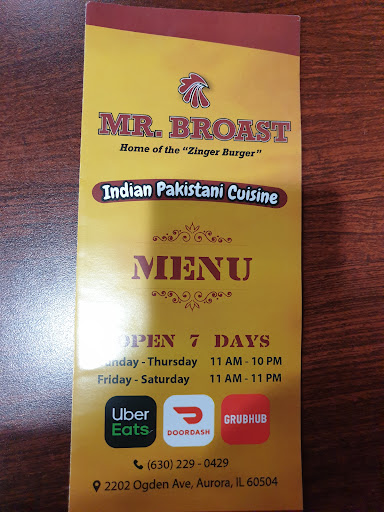 MR. BROAST
Home of the "Zinger Burger"
Indian Pakistani Cuisine
MENU
OPEN 7 DAYS
Sunday - Thursday 11 AM - 10 PM
Friday - Saturday 11 AM - 11 PM
Uber
Eats
DOORDASH
GRUBHUB
(630) 229 - 0429
2202 Ogden Ave, Aurora, IL 60504